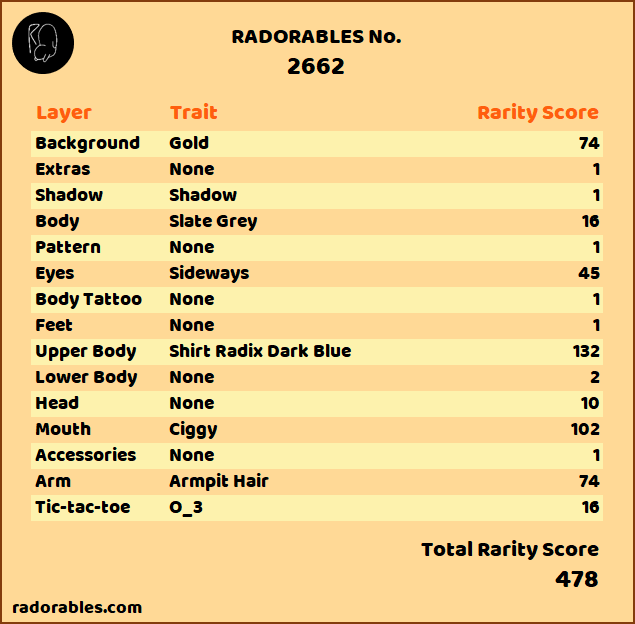 RADORABLES No.
2662
Layer Trait Rarity Score
Background Gold 74
Extras None 1
Shadow Shadow 1
Body Slate Grey 16
Pattern None 1
Eyes Sideways 45
Body Tattoo None 1
Feet None 1
Upper Body Shirt Radix Dark Blue 132
Lower Body None 2
Head None 10
Mouth Ciggy 102
Accessories None 1
Arm Armpit Hair 74
Tic-tac-toe O_3 16
Total Rarity Score
478
radorables.com